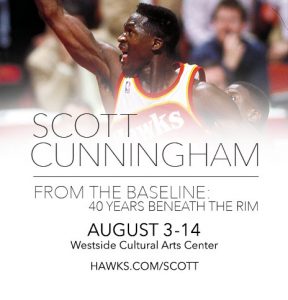 Hawks
SCOTT
CUNNINGHAM
FROM THE BASELINE:
40 YEARS BENEATH THE RIM
AUGUST 3-14
Westside Cultural Arts Center
HAWKS.COM/SCOTT